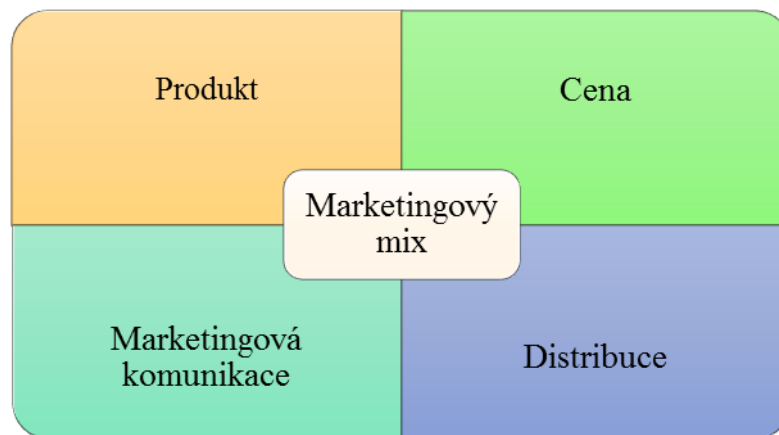 Produkt
Cena
Marketingový
mix
Marketingová
komunikace
Distribuce